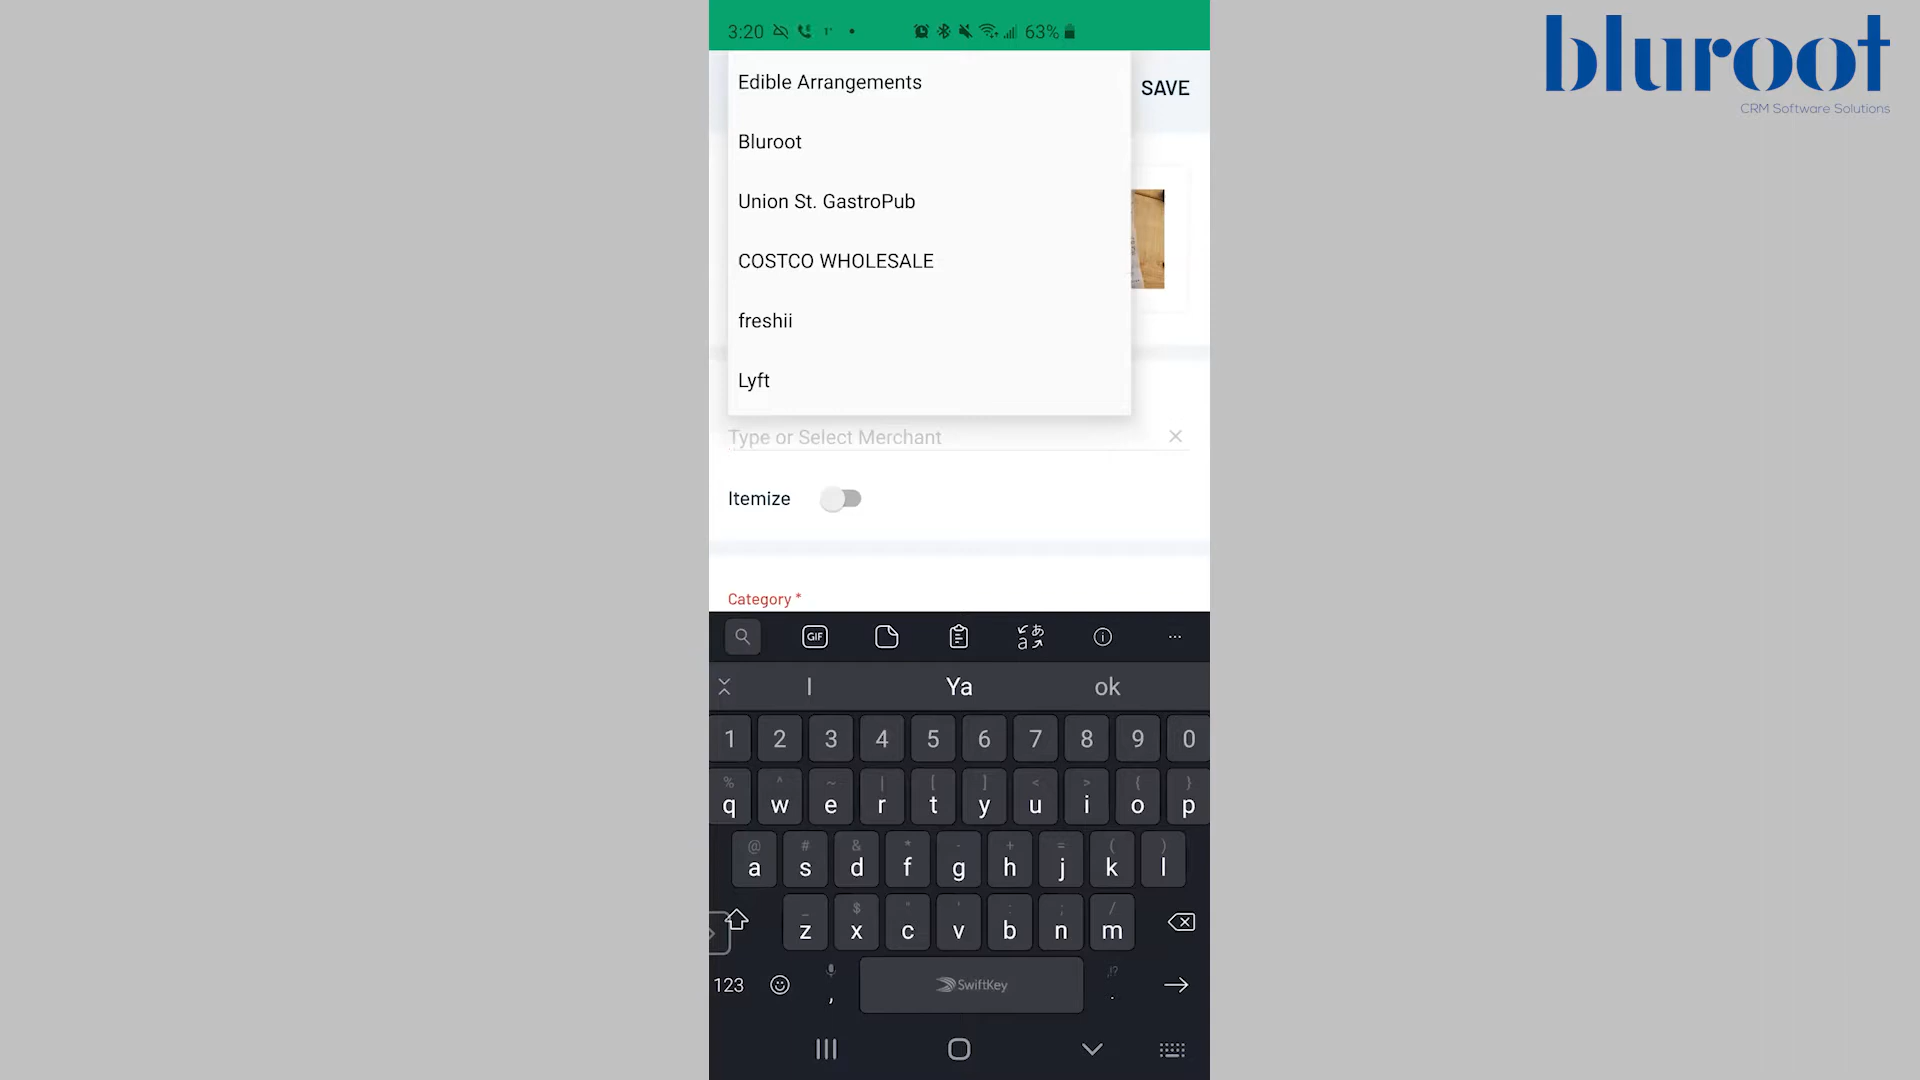 3:20 63%
bluroot
CRM Software Solutions
Edible Arrangements
SAVE
Bluroot
Union St. GastroPub
COSTCO WHOLESALE
freshii
Lyft
Type or Select Merchant
Itemize
Category *
GIF
I Ya ok
1 2 3 4 5 6 7 8 9 0
% ^ ~ | [ ] < > { }
q w e r t y u i o p
@ # & * - + = ( )
a s d f g h j k l
_ $ " ' : ; /
z x c v b n m
,!?
123 , SwiftKey .